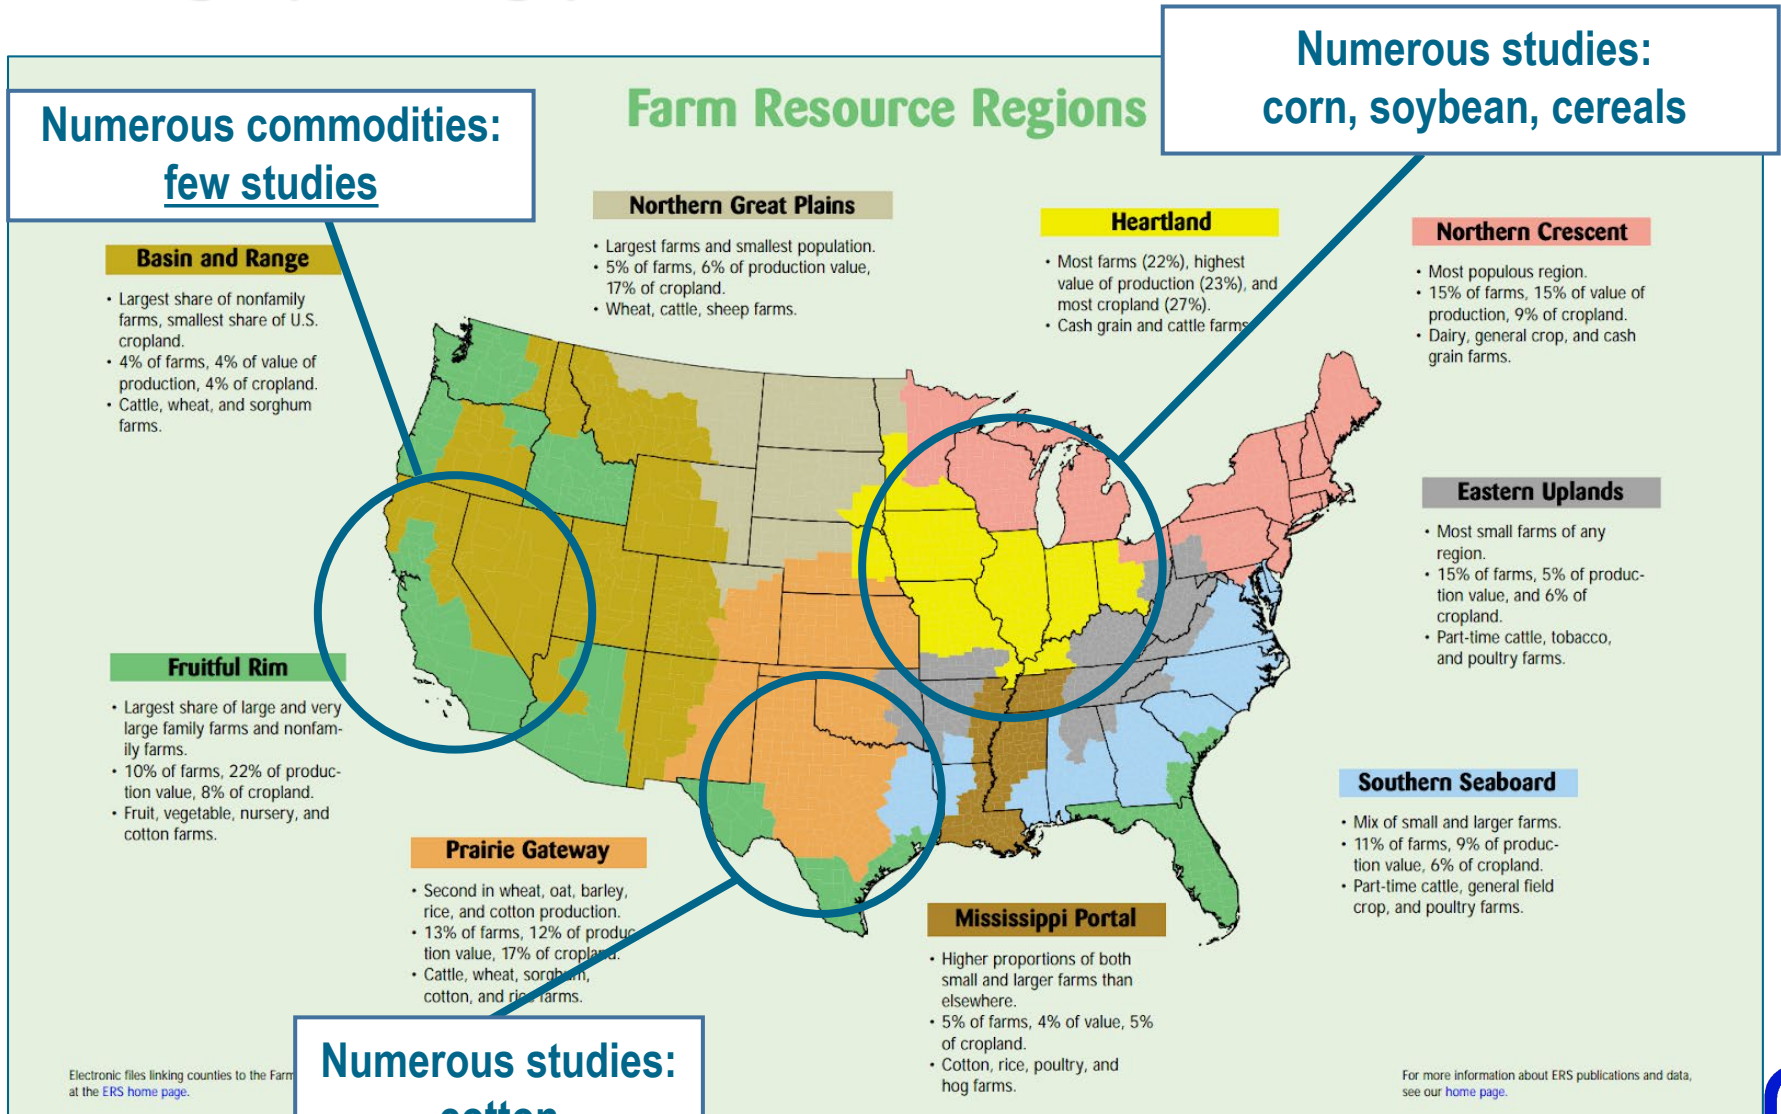 Numerous studies:
corn, soybean, cereals
Numerous commodities:
few studies
Farm Resource Regions
Northern Great Plains
• Largest farms and smallest population.
• 5% of farms, 6% of production value,
17% of cropland.
• Wheat, cattle, sheep farms.
Heartland
• Most farms (22%), highest
value of production (23%), and
most cropland (27%).
• Cash grain and cattle farms
Northern Crescent
• Most populous region.
• 15% of farms, 15% of value of
production, 9% of cropland.
• Dairy, general crop, and cash
grain farms.
Basin and Range
• Largest share of nonfamily
farms, smallest share of U.S.
cropland.
• 4% of farms, 4% of value of
production, 4% of cropland.
• Cattle, wheat, and sorghum
farms.
Eastern Uplands
• Most small farms of any
region.
• 15% of farms, 5% of produc-
tion value, and 6% of
cropland.
• Part-time cattle, tobacco,
and poultry farms.
Fruitful Rim
• Largest share of large and very
large family farms and nonfam-
ily farms.
• 10% of farms, 22% of produc-
tion value, 8% of cropland.
• Fruit, vegetable, nursery, and
cotton farms.
Southern Seaboard
• Mix of small and larger farms.
• 11% of farms, 9% of produc-
tion value, 6% of cropland.
• Part-time cattle, general field
crop, and poultry farms.
Prairie Gateway
• Second in wheat, oat, barley,
rice, and cotton production.
• 13% of farms, 12% of produc-
tion value, 17% of cropland.
• Cattle, wheat, sorghum,
cotton, and rice farms.
Mississippi Portal
• Higher proportions of both
small and larger farms than
elsewhere.
• 5% of farms, 4% of value, 5%
of cropland.
• Cotton, rice, poultry, and
hog farms.
Numerous studies:
cotton
Electronic files linking counties to the Farm
at the ERS home page.
For more information about ERS publications and data,
see our home page.